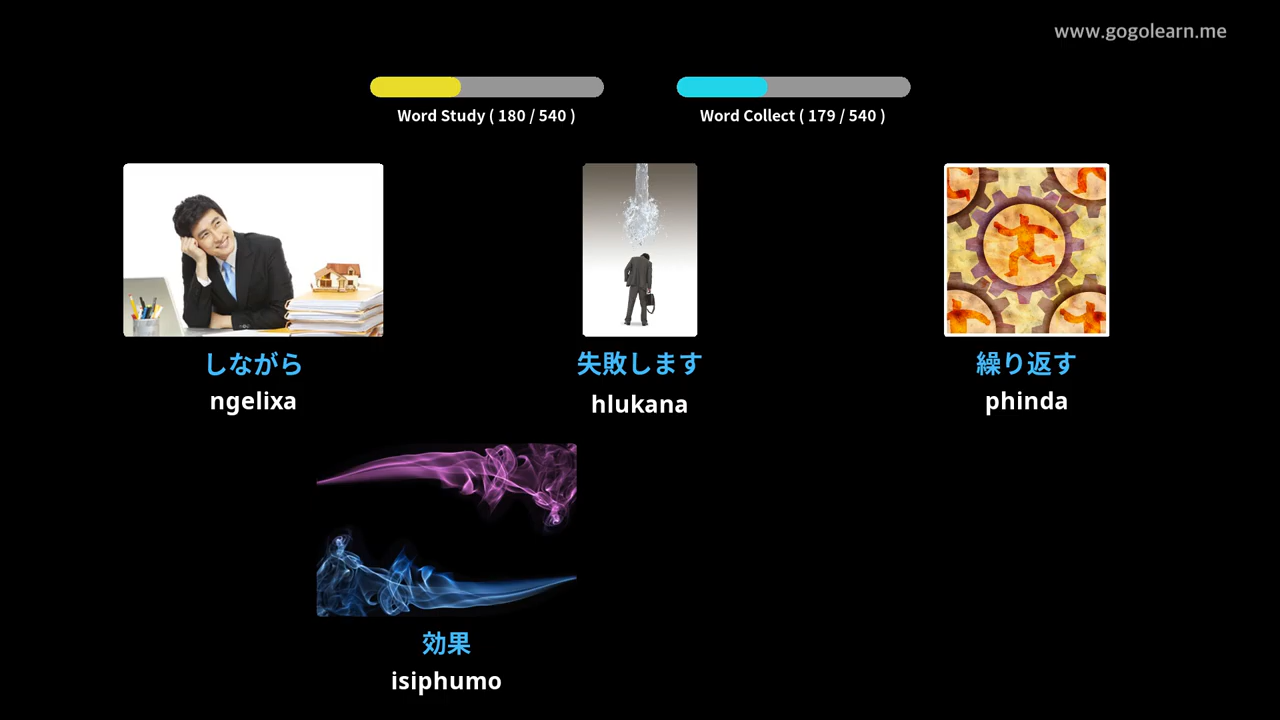 www.gogolearn.me
Word Study ( 180 / 540 )
Word Collect ( 179 / 540 )
しながら
ngelixa
失敗します
hlukana
繰り返す
phinda
効果
isiphumo